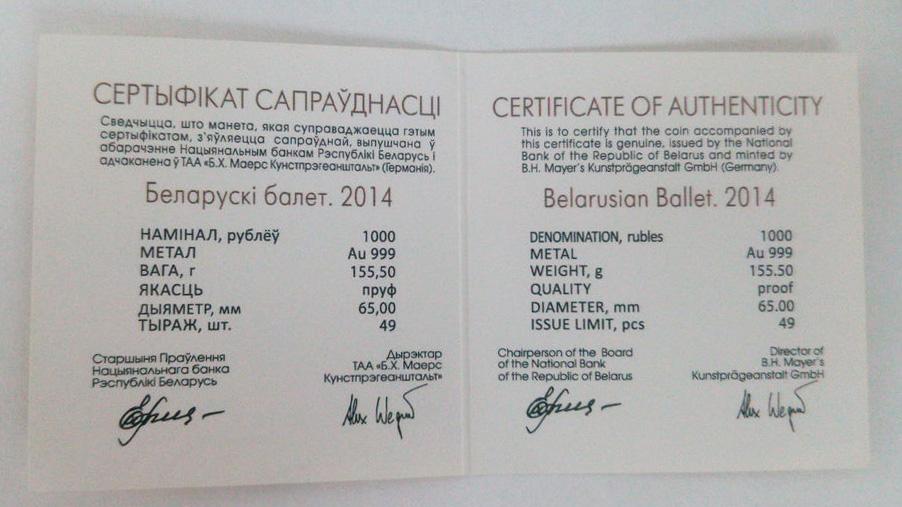 СЕРТЫФІКАТ САПРАЎДНАСЦІ
Сведчыцца, што манета, якая суправаджаецца гэтым
сертыфікатам, з'яўляецца сапраўднай, выпушчана ў
абарачэнне Нацыянальным банкам Рэспублікі Беларусь і
адчаканена ў ТАА «Б.Х. Маерс Кунстпрэгеанштальт» (Германія).
Беларускі балет. 2014
НАМІНАЛ, рублёў 1000
МЕТАЛ Au 999
ВАГА, г 155,50
ЯКАСЦЬ пруф
ДЫЯМЕТР, мм 65,00
ТЫРАЖ, шт. 49
Старшыня Праўлення
Нацыянальнага банка
Рэспублікі Беларусь
Дырэктар
ТАА «Б.Х. Маерс
Кунстпрэгеанштальт»
Alex Wegner
CERTIFICATE OF AUTHENTICITY
This is to certify that the coin accompanied by
this certificate is genuine, issued by the National
Bank of the Republic of Belarus and minted by
B.H. Mayer's Kunstprägeanstalt GmbH (Germany).
Belarusian Ballet. 2014
DENOMINATION, rubles 1000
METAL Au 999
WEIGHT, g 155.50
QUALITY proof
DIAMETER, mm 65.00
ISSUE LIMIT, pcs 49
Chairperson of the Board
of the National Bank
of the Republic of Belarus
Director of
B.H. Mayer's
Kunstprägeanstalt GmbH